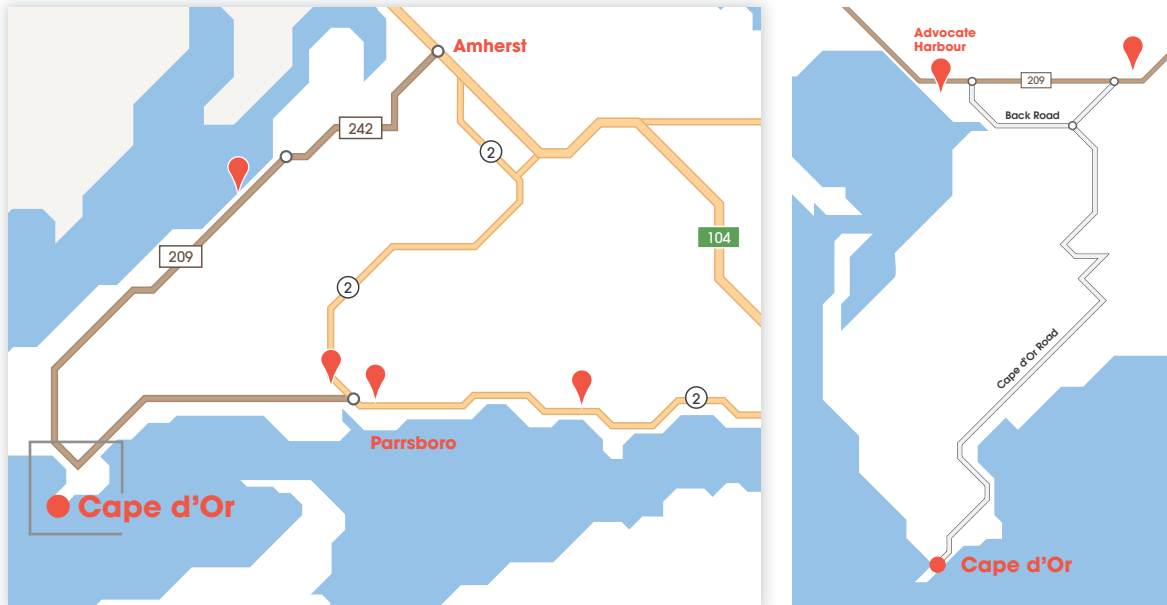 Amherst
242
2
209
104
2
2
Parrsboro
Cape d'Or
Advocate
Harbour
209
Back Road
Cape d'Or Road
Cape d'Or